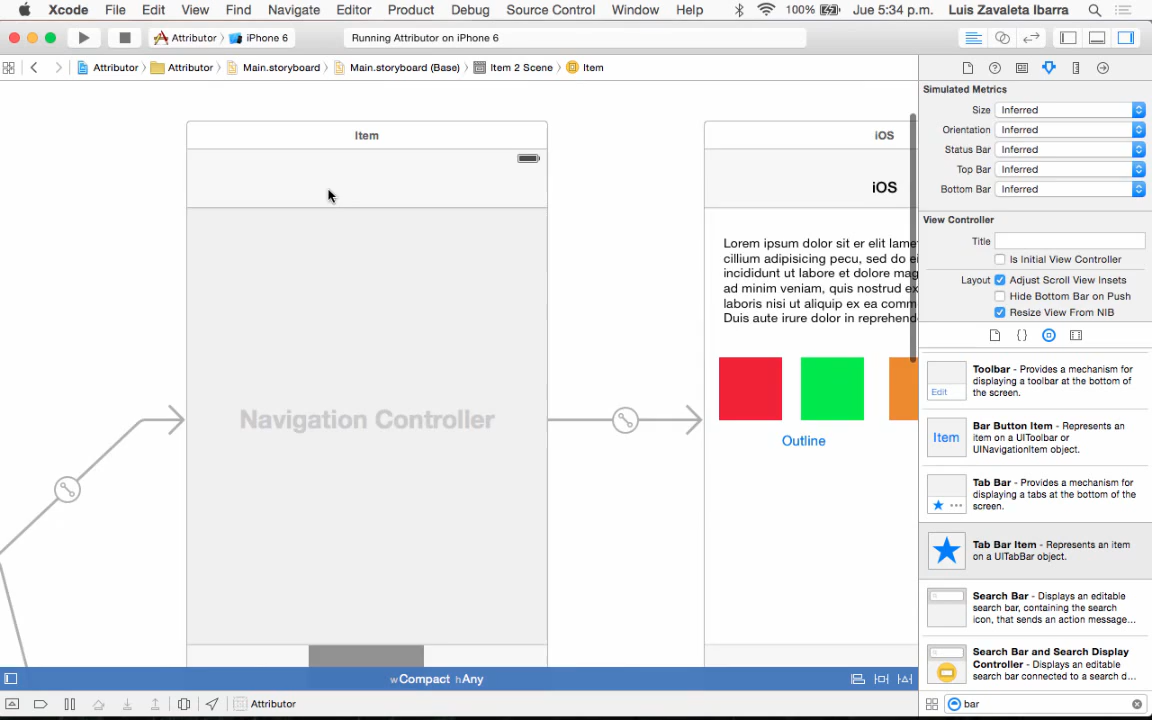 Xcode File Edit View Find Navigate Editor Product Debug Source Control Window Help 100% Jue 5:34 p.m. Luis Zavaleta Ibarra
Attributor iPhone 6 Running Attributor on iPhone 6
Attributor Attributor Main.storyboard Main.storyboard (Base) Item 2 Scene Item
Simulated Metrics
Size Inferred
Orientation Inferred
Status Bar Inferred
Top Bar Inferred
Bottom Bar Inferred
View Controller
Title
Is Initial View Controller
Layout Adjust Scroll View Insets
Hide Bottom Bar on Push
Resize View From NIB
Item
Navigation Controller
iOS
iOS
Lorem ipsum dolor sit er elit lame
cillium adipisicing pecu, sed do e
incididunt ut labore et dolore mag
ad minim veniam, quis nostrud ex
laboris nisi ut aliquip ex ea comm
Duis aute irure dolor in reprehend
Outline
Toolbar - Provides a mechanism for
displaying a toolbar at the bottom of
the screen.
Edit
Bar Button Item - Represents an
item on a UIToolbar or
UINavigationItem object.
Item
Tab Bar - Provides a mechanism for
displaying a tabs at the bottom of the
screen.
Tab Bar Item - Represents an item
on a UITabBar object.
Search Bar - Displays an editable
search bar, containing the search
icon, that sends an action message...
Search Bar and Search Display
Controller - Displays an editable
search bar connected to a search d...
wCompact hAny
Attributor
bar